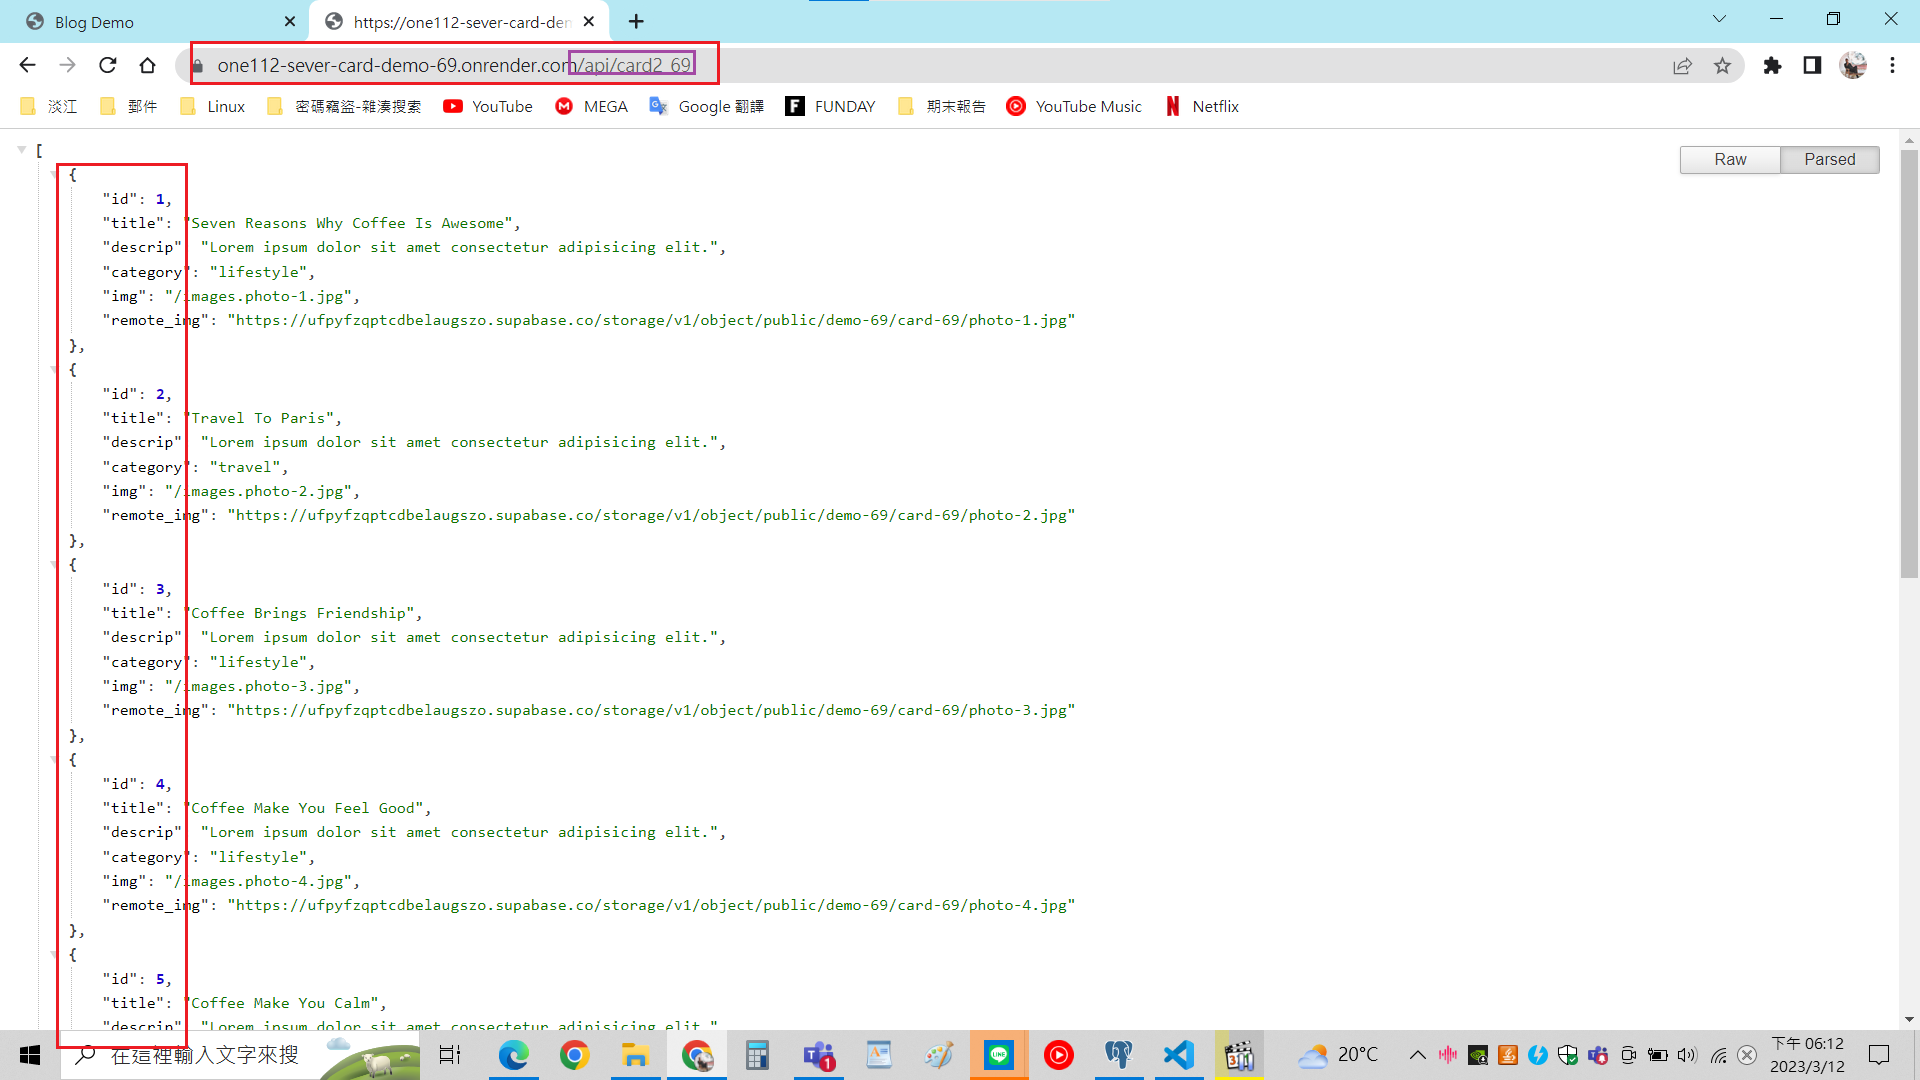 Blog Demo
https://one112-sever-card-den
one112-sever-card-demo-69.onrender.com/api/card2_69
淡江 郵件 Linux 密碼竊盜-雜湊搜索 YouTube MEGA Google 翻譯 FUNDAY 期末報告 YouTube Music Netflix
Raw Parsed
[
{
"id": 1,
"title": "Seven Reasons Why Coffee Is Awesome",
"descrip" "Lorem ipsum dolor sit amet consectetur adipisicing elit.",
"category": "lifestyle",
"img": "/images.photo-1.jpg",
"remote_img": "https://ufpyfzqptcdbelaugszo.supabase.co/storage/v1/object/public/demo-69/card-69/photo-1.jpg"
},
{
"id": 2,
"title": "Travel To Paris",
"descrip" "Lorem ipsum dolor sit amet consectetur adipisicing elit.",
"category": "travel",
"img": "/images.photo-2.jpg",
"remote_img": "https://ufpyfzqptcdbelaugszo.supabase.co/storage/v1/object/public/demo-69/card-69/photo-2.jpg"
},
{
"id": 3,
"title": "Coffee Brings Friendship",
"descrip" "Lorem ipsum dolor sit amet consectetur adipisicing elit.",
"category": "lifestyle",
"img": "/images.photo-3.jpg",
"remote_img": "https://ufpyfzqptcdbelaugszo.supabase.co/storage/v1/object/public/demo-69/card-69/photo-3.jpg"
},
{
"id": 4,
"title": "Coffee Make You Feel Good",
"descrip" "Lorem ipsum dolor sit amet consectetur adipisicing elit.",
"category": "lifestyle",
"img": "/images.photo-4.jpg",
"remote_img": "https://ufpyfzqptcdbelaugszo.supabase.co/storage/v1/object/public/demo-69/card-69/photo-4.jpg"
},
{
"id": 5,
"title": "Coffee Make You Calm",
"descrip" "Lorem ipsum dolor sit amet consectetur adipisicing elit."
在這裡輸入文字來搜
20°C
下午 06:12
2023/3/12